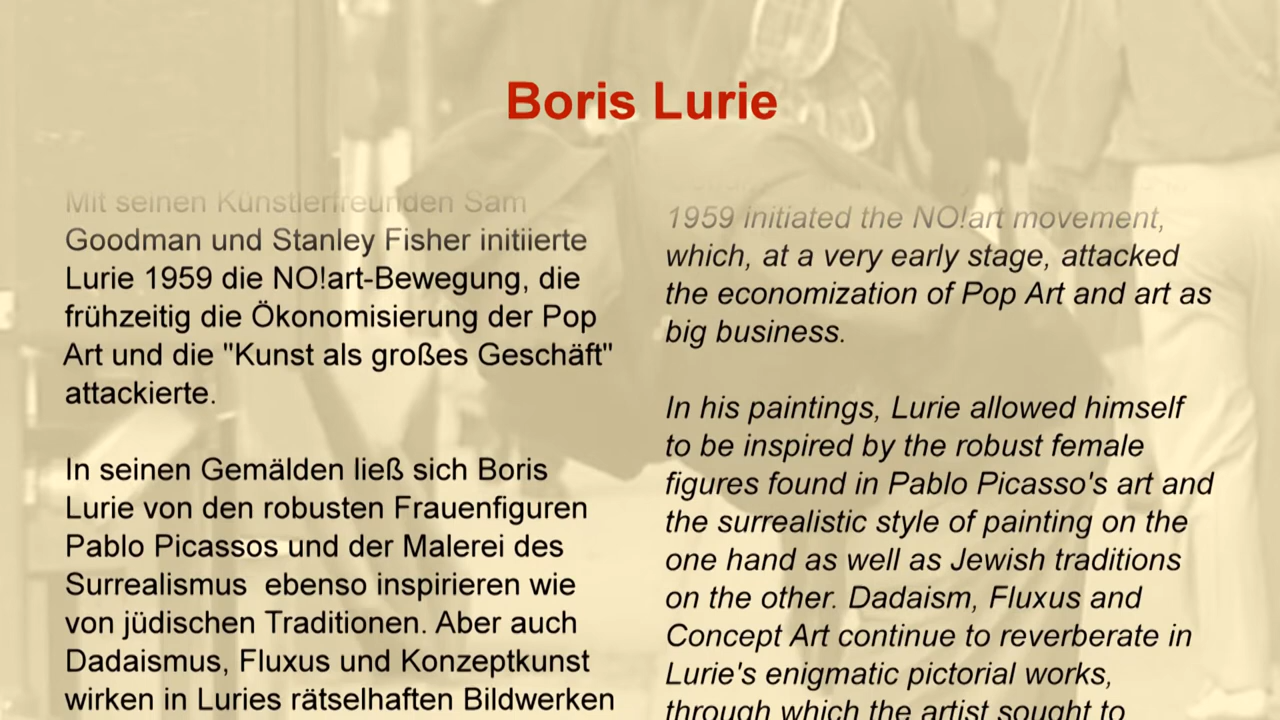 Boris Lurie
Mit seinen Künstlerfreunden Sam
Goodman und Stanley Fisher initiierte
Lurie 1959 die NO!art-Bewegung, die
frühzeitig die Ökonomisierung der Pop
Art und die "Kunst als großes Geschäft"
attackierte.
In seinen Gemälden ließ sich Boris
Lurie von den robusten Frauenfiguren
Pablo Picassos und der Malerei des
Surrealismus  ebenso inspirieren wie
von jüdischen Traditionen. Aber auch
Dadaismus, Fluxus und Konzeptkunst
wirken in Luries rätselhaften Bildwerken
1959 initiated the NO!art movement,
which, at a very early stage, attacked
the economization of Pop Art and art as
big business.
In his paintings, Lurie allowed himself
to be inspired by the robust female
figures found in Pablo Picasso's art and
the surrealistic style of painting on the
one hand as well as Jewish traditions
on the other. Dadaism, Fluxus and
Concept Art continue to reverberate in
Lurie's enigmatic pictorial works,
through which the artist sought to